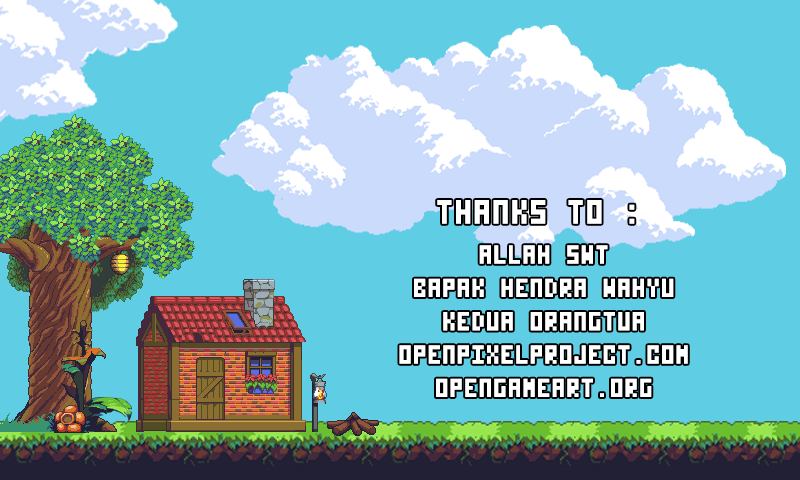 THANKS TO :
ALLAH SWT
BAPAK HENDRA WAHYU
KEDUA ORANGTUA
OPENPIXELPROJECT.COM
OPENGAMEART.ORG